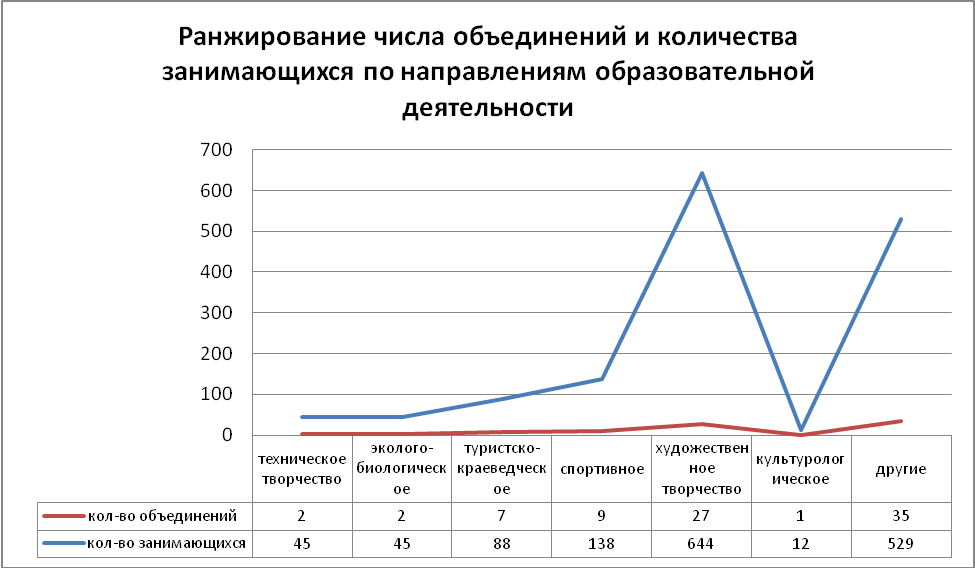 Ранжирование числа объединений и количества
занимающихся по направлениям образовательной
деятельности
700
600
500
400
300
200
100
0
техническое
творчество
эколого-
биологическ
ое
туристско-
краеведческ
ое
спортивное
художествен
ное
творчество
культуролог
ическое
другие
кол-во объединений 2 2 7 9 27 1 35
кол-во занимающихся 45 45 88 138 644 12 529